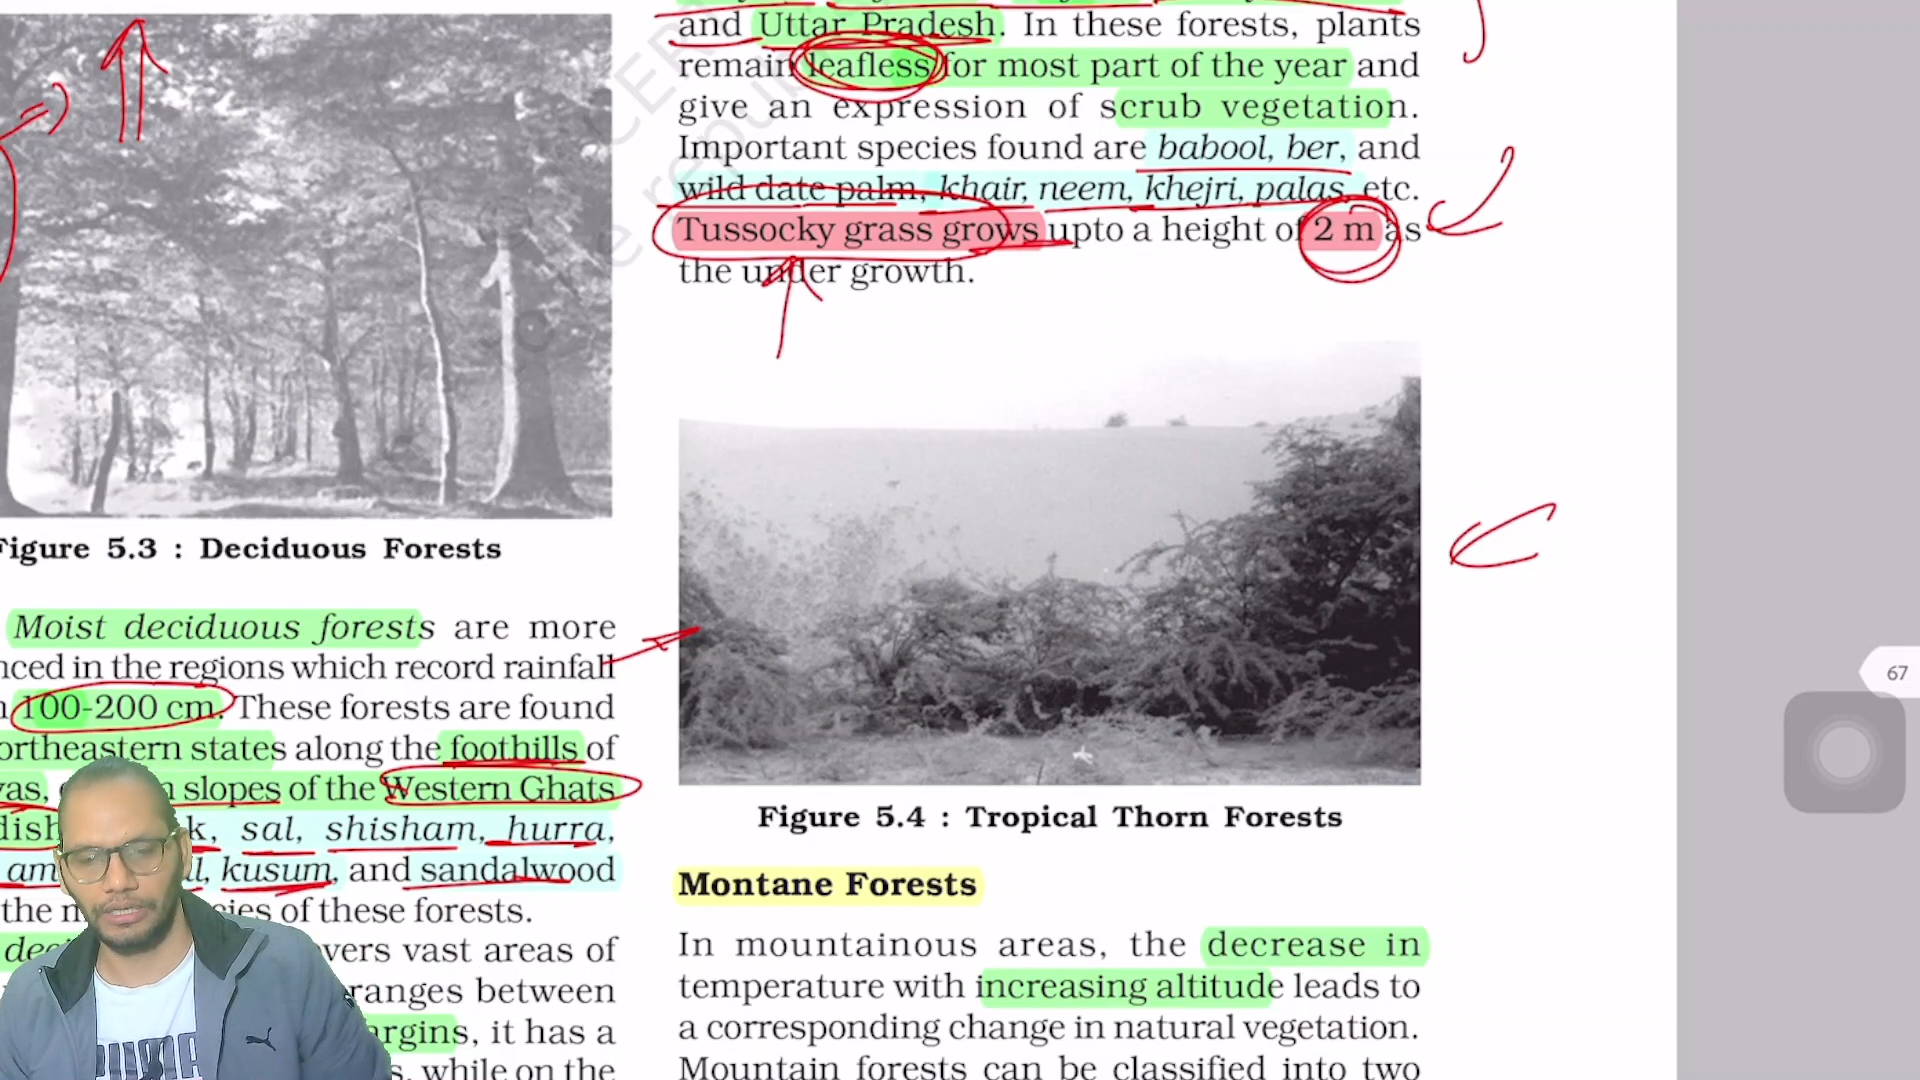 Figure 5.3 : Deciduous Forests
Moist deciduous forests are more
in the regions which record rainfall
100-200 cm. These forests are found
states along the foothills of
slopes of the Western Ghats
sal, shisham, hurra,
kusum, and sandalwood
the of these forests.
vast areas of
ranges between
it has a
while on the
and Uttar Pradesh. In these forests, plants
remain leafless for most part of the year and
give an expression of scrub vegetation.
Important species found are babool, ber, and
wild date palm, khair, neem, khejri, palas, etc.
Tussocky grass grows upto a height of 2 m as
the under growth.
Figure 5.4 : Tropical Thorn Forests
Montane Forests
In mountainous areas, the decrease in
temperature with increasing altitude leads to
a corresponding change in natural vegetation.
Mountain forests can be classified into two
67
PUMA